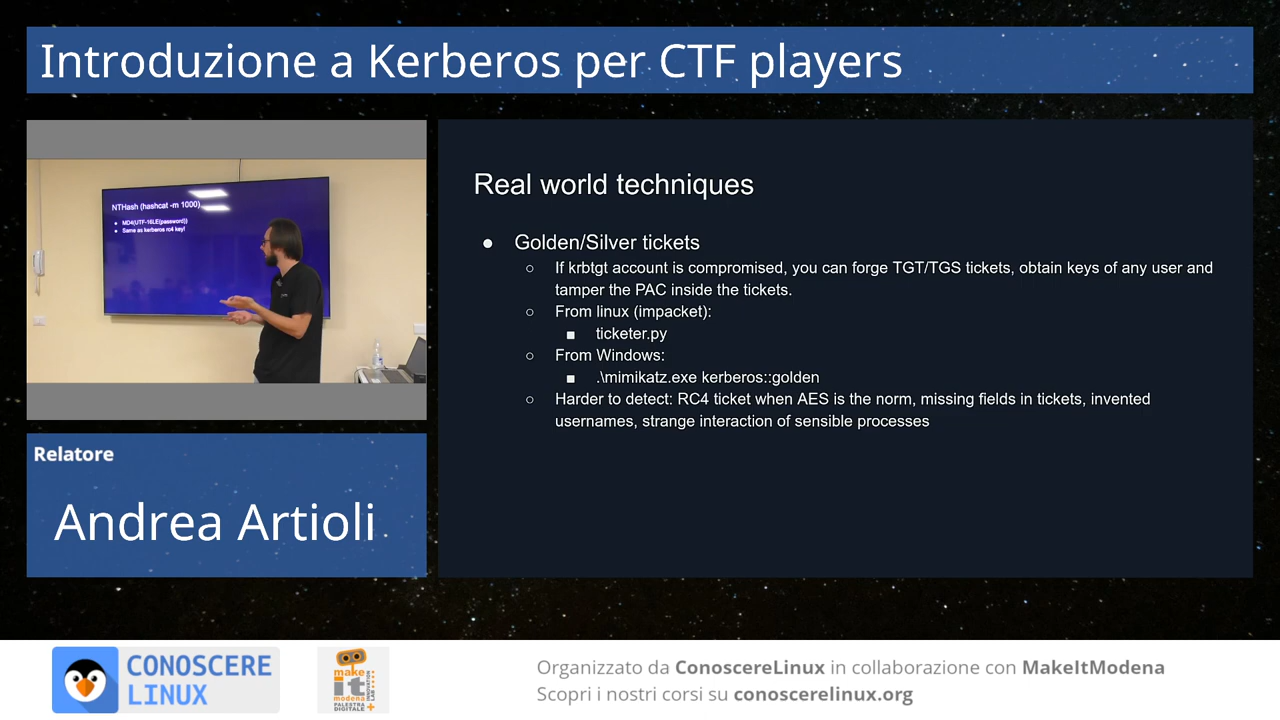 Introduzione a Kerberos per CTF players
NTHash (hashcat -m 1000)
MD4(UTF-16LE(password))
Same as kerberos rc4 key!
Relatore
Andrea Artioli
Real world techniques
● Golden/Silver tickets
○ If krbtgt account is compromised, you can forge TGT/TGS tickets, obtain keys of any user and
tamper the PAC inside the tickets.
○ From linux (impacket):
■ ticketer.py
○ From Windows:
■ .\mimikatz.exe kerberos::golden
○ Harder to detect: RC4 ticket when AES is the norm, missing fields in tickets, invented
usernames, strange interaction of sensible processes
CONOSCERE
LINUX
make
it
modena
PALESTRA
DIGITALE
INNOVATION
LAB
Organizzato da ConoscereLinux in collaborazione con MakeItModena
Scopri i nostri corsi su conoscerelinux.org